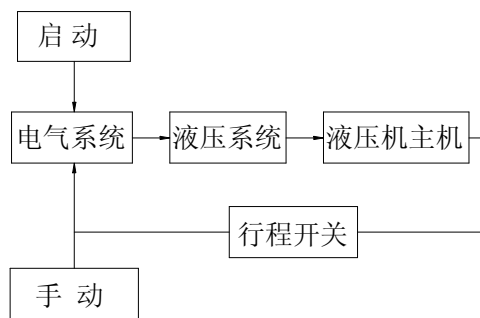 启 动
电气系统
液压系统
液压机主机
行程开关
手 动